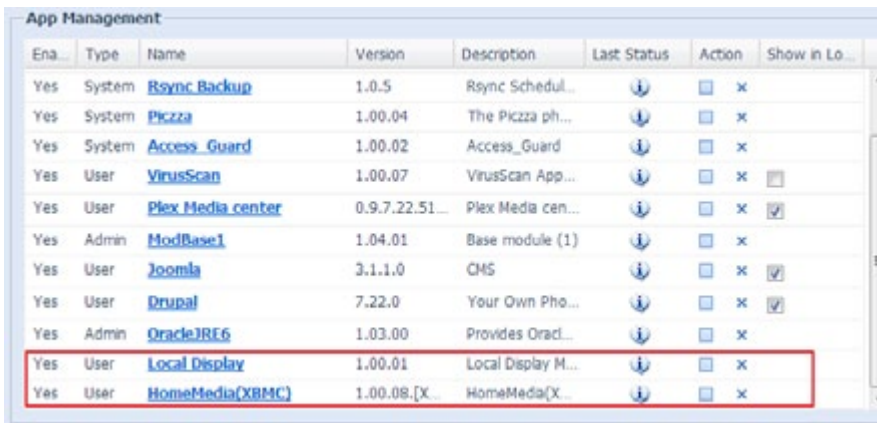 App Management
Ena... Type Name Version Description Last Status Action Show in Lo...
Yes System Rsync Backup 1.0.5 Rsync Schedul...
Yes System Piczza 1.00.04 The Piczza ph...
Yes System Access_Guard 1.00.02 Access_Guard
Yes User VirusScan 1.00.07 VirusScan App...
Yes User Plex Media center 0.9.7.22.51... Plex Media cen...
Yes Admin ModBase1 1.04.01 Base module (1)
Yes User Joomla 3.1.1.0 CMS
Yes User Drupal 7.22.0 Your Own Pho...
Yes Admin OracleJRE6 1.03.00 Provides Oracl...
Yes User Local Display 1.00.01 Local Display M...
Yes User HomeMedia(XBMC) 1.00.08.[X... HomeMedia(X...